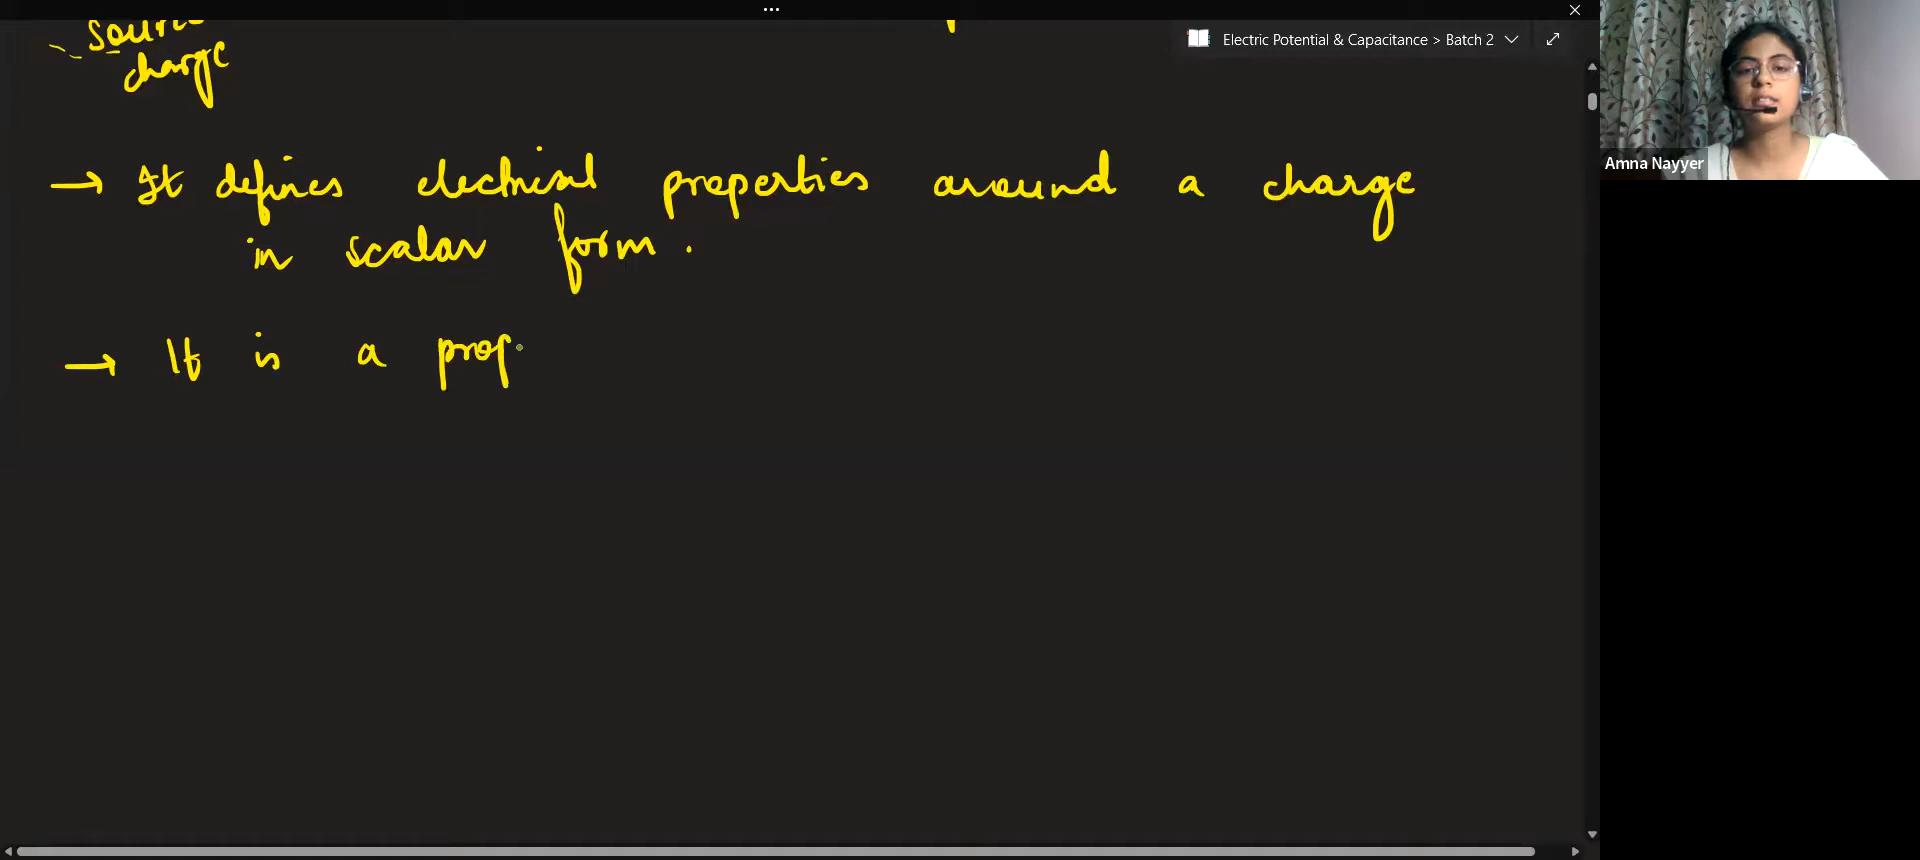 source
charge
Electric Potential & Capacitance > Batch 2
Amna Nayyer
→ It defines electrical properties around a charge
in scalar form.
→ It is a prop